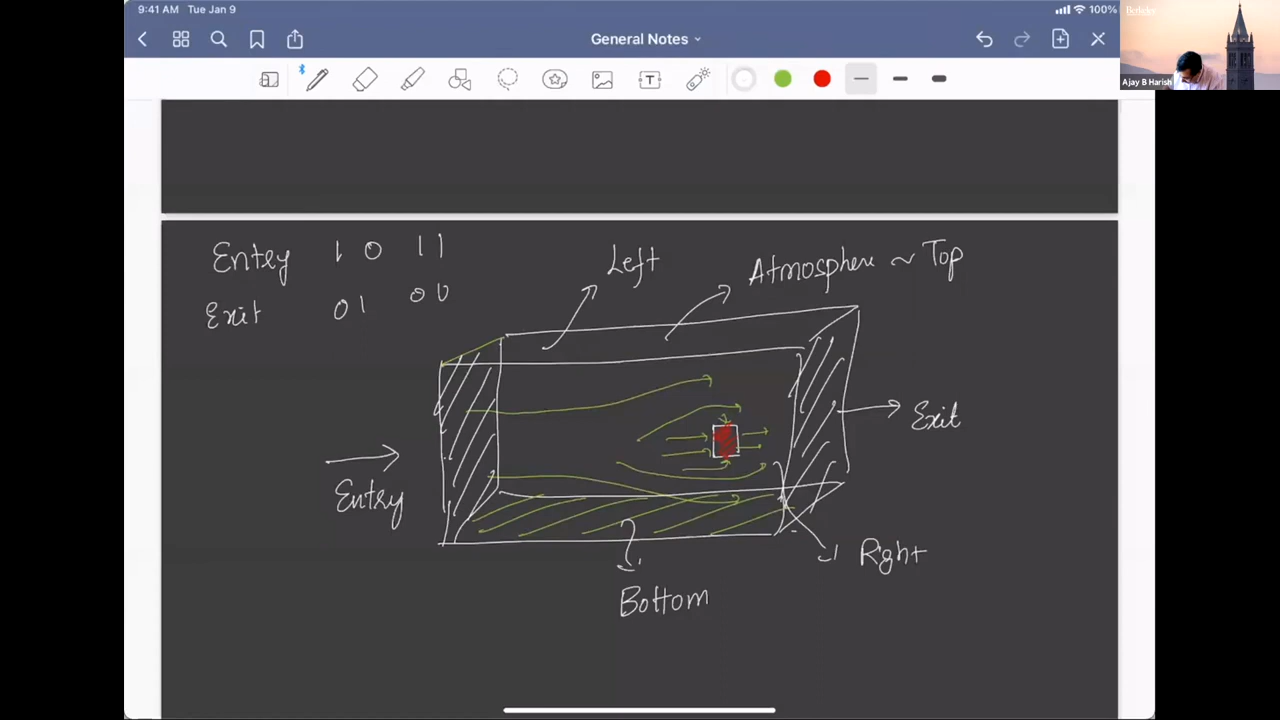 9:41 AM Tue Jan 9
100%
General Notes
Berkeley
Ajay B Harish
T
Entry 1 0 1 1
Exit 0 1 0 0
Left
Atmosphere ~ Top
Exit
Entry
Right
Bottom